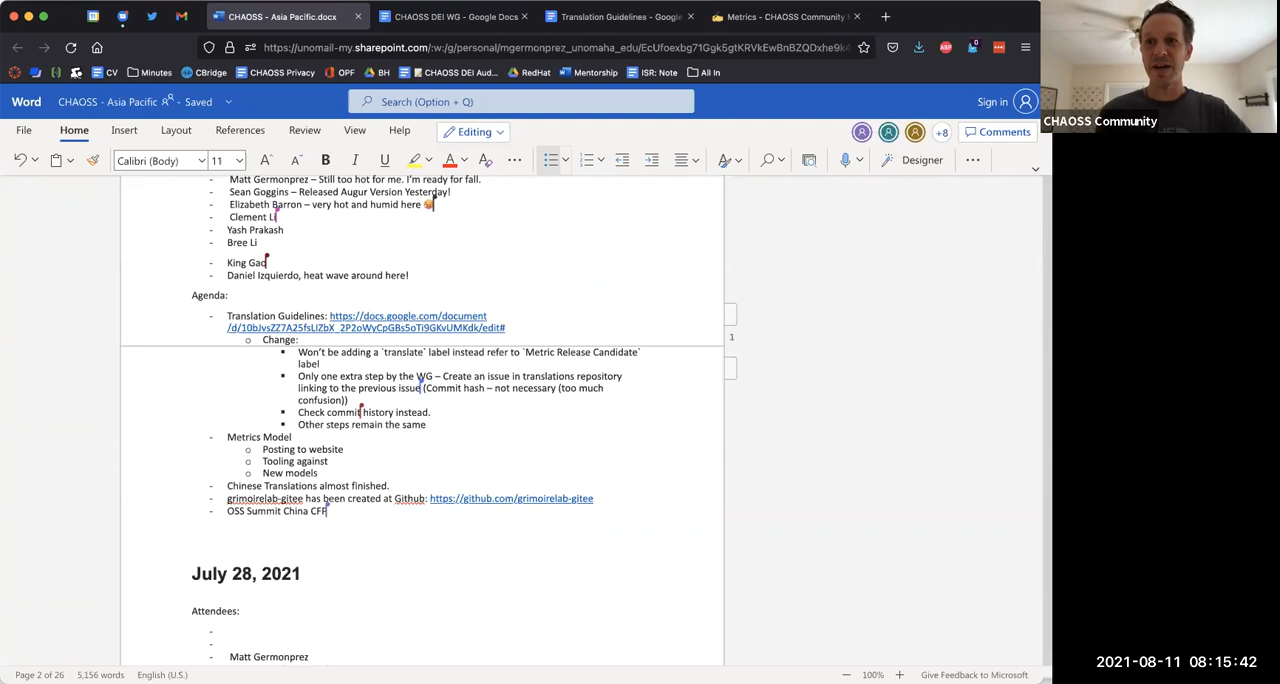 CHAOSS - Asia Pacific.docx
CHAOSS DEI WG - Google Docs
Translation Guidelines - Google
Metrics - CHAOSS Community
https://unomail-my.sharepoint.com/:w:/g/personal/mgermonprez_unomaha_edu/
CV
Minutes
CBridge
CHAOSS Privacy
OPF
BH
CHAOSS DEI Aud...
RedHat
Mentorship
ISR: Note
All In
Word
CHAOSS - Asia Pacific - Saved
Search (Option + Q)
Sign in
CHAOSS Community
File
Home
Insert
Layout
References
Review
View
Help
Editing
+8
Comments
Calibri (Body)
11
Designer
- Matt Germonprez – Still too hot for me. I'm ready for fall.
- Sean Goggins – Released Augur Version Yesterday!
- Elizabeth Barron – very hot and humid here 🥵
- Clement Li
- Yash Prakash
- Bree Li
- King Gao
- Daniel Izquierdo, heat wave around here!
Agenda:
- Translation Guidelines: https://docs.google.com/document
o Change:
Won't be adding a `translate` label instead refer to `Metric Release Candidate`
label
Only one extra step by the WG – Create an issue in translations repository
linking to the previous issue (Commit hash – not necessary (too much
confusion))
Check commit history instead.
Other steps remain the same
- Metrics Model
o Posting to website
o Tooling against
o New models
- Chinese Translations almost finished.
- grimoirelab-gitee has been created at Github: https://github.com/grimoirelab-gitee
- OSS Summit China CFP
1
July 28, 2021
Attendees:
-
-
- Matt Germonprez
Page 2 of 26
5,156 words
English (U.S.)
100%
Give Feedback to Microsoft
2021-08-11 08:15:42